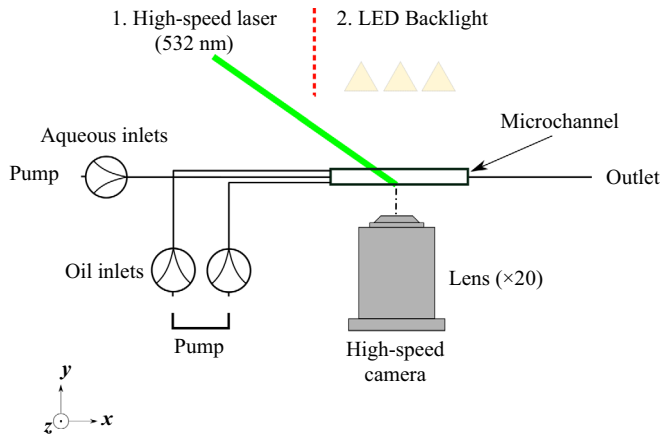 1. High-speed laser
(532 nm)
2. LED Backlight
Microchannel
Aqueous inlets
Pump
Outlet
Oil inlets
Lens (×20)
Pump
High-speed
camera
y
z
x